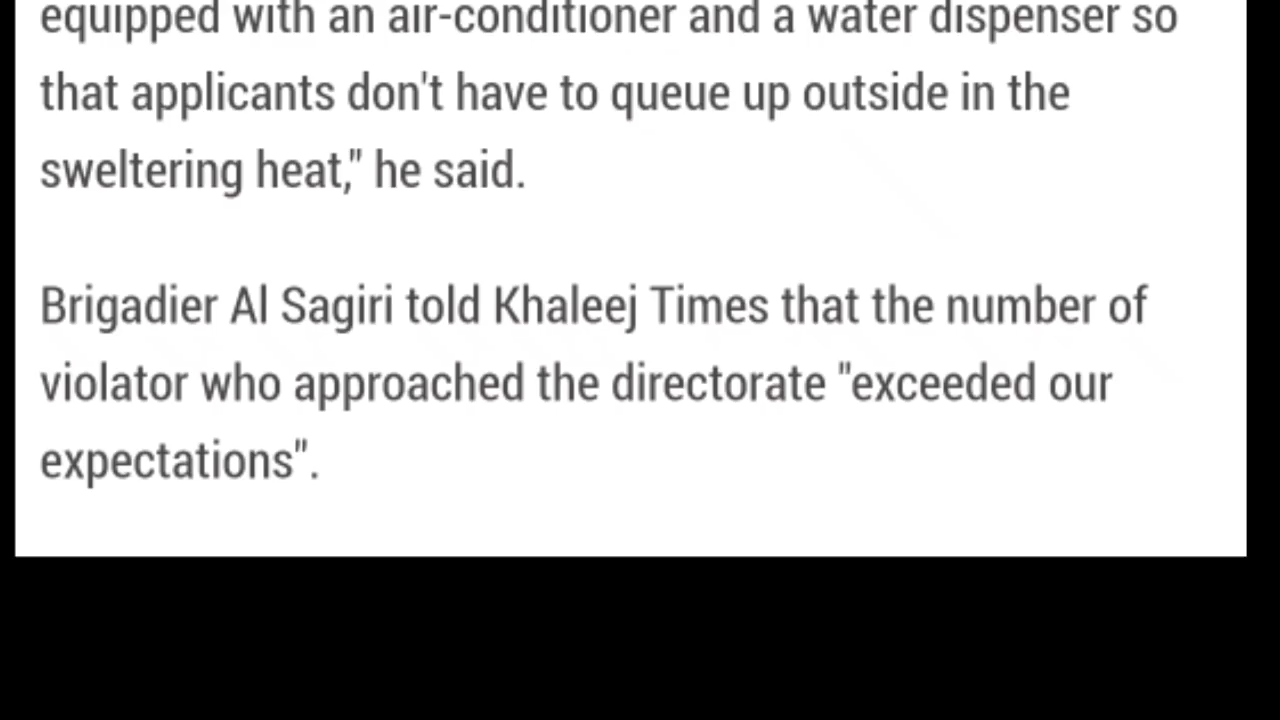 equipped with an air-conditioner and a water dispenser so
that applicants don't have to queue up outside in the
sweltering heat," he said.
Brigadier Al Sagiri told Khaleej Times that the number of
violator who approached the directorate "exceeded our
expectations".